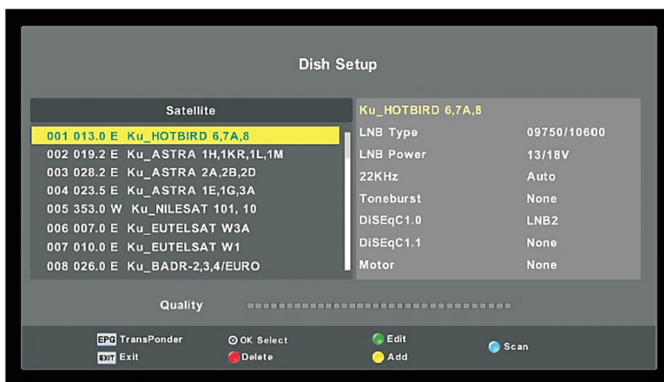 Dish Setup
Satellite
001 013.0 E Ku_HOTBIRD 6,7A,8
002 019.2 E Ku_ASTRA 1H,1KR,1L,1M
003 028.2 E Ku_ASTRA 2A,2B,2D
004 023.5 E Ku_ASTRA 1E,1G,3A
005 353.0 W Ku_NILESAT 101, 10
006 007.0 E Ku_EUTELSAT W3A
007 010.0 E Ku_EUTELSAT W1
008 026.0 E Ku_BADR-2,3,4/EURO
Ku_HOTBIRD 6,7A,8
LNB Type 09750/10600
LNB Power 13/18V
22KHz Auto
Toneburst None
DiSEqC1.0 LNB2
DiSEqC1.1 None
Motor None
Quality
EPG TransPonder OK Select Edit Scan
EXIT Exit Delete Add